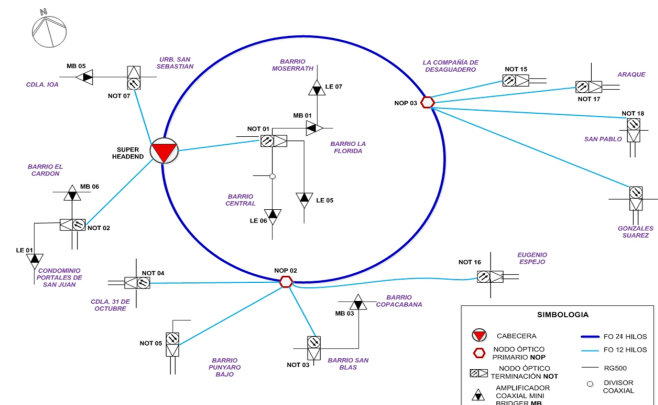 N
MB 05
URB. SAN
SEBASTIAN
CDLA. IOA
NOT 07
BARRIO
MOSERRATH
LE 07
MB 01
NOT 01
BARRIO LA
FLORIDA
LA COMPAÑÍA DE
DESAGUADERO
NOT 15
ARAQUE
NOP 03
NOT 17
NOT 18
SAN PABLO
SUPER
HEADEND
BARRIO EL
CARDON
MB 06
NOT 02
LE 01
CONDOMINIO
PORTALES DE
SAN JUAN
BARRIO
CENTRAL
LE 06
LE 05
GONZALES
SUAREZ
NOT 04
CDLA. 31 DE
OCTUBRE
NOP 02
NOT 16
EUGENIO
ESPEJO
BARRIO
COPACABANA
MB 03
NOT 05
BARRIO
PUNYARO
BAJO
NOT 03
BARRIO SAN
BLAS
SIMBOLOGIA
CABECERA
FO 24 HILOS
NODO ÓPTICO
PRIMARIO NOP
FO 12 HILOS
NODO ÓPTICO
TERMINACIÓN NOT
RG500
AMPLIFICADOR
COAXIAL MINI
BRIDGER MB
DIVISOR
COAXIAL